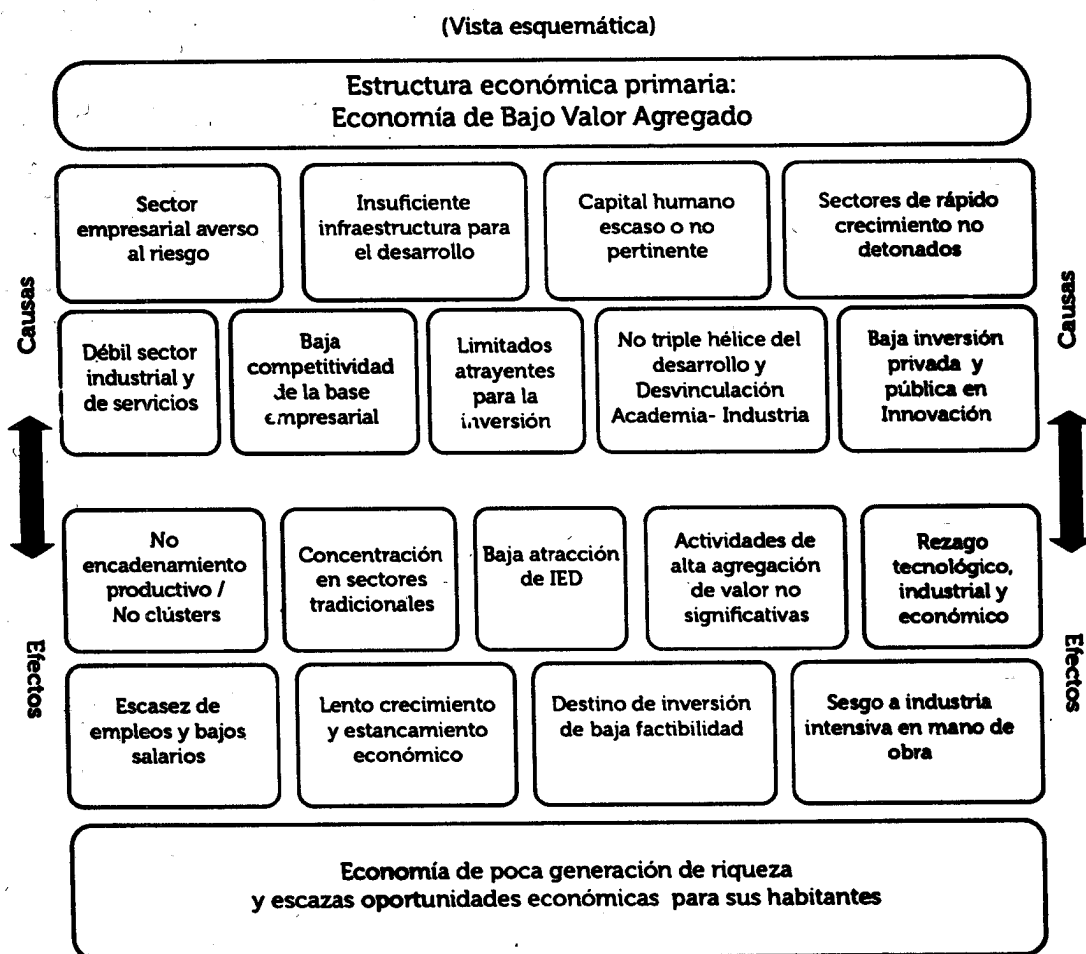 (Vista esquemática)
Estructura económica primaria:
Economía de Bajo Valor Agregado
Sector
empresarial averso
al riesgo
Insuficiente
infraestructura para
el desarrollo
Capital humano
escaso o no
pertinente
Sectores de rápido
crecimiento no
detonados
Causas
Causas
Débil sector
industrial y
de servicios
Baja
competitividad
de la base
empresarial
Limitados
atrayentes
para la
inversión
No triple hélice del
desarrollo y
Desvinculación
Academia- Industria
Baja inversión
privada y
pública en
Innovación
No
encadenamiento
productivo /
No clústers
Concentración
en sectores
tradicionales
Baja atracción
de IED
Actividades de
alta agregación
de valor no
significativas
Rezago
tecnológico,
industrial y
económico
Efectos
Efectos
Escasez de
empleos y bajos
salarios
Lento crecimiento
y estancamiento
económico
Destino de inversión
de baja factibilidad
Sesgo a industria
intensiva en mano de
obra
Economía de poca generación de riqueza
y escazas oportunidades económicas para sus habitantes